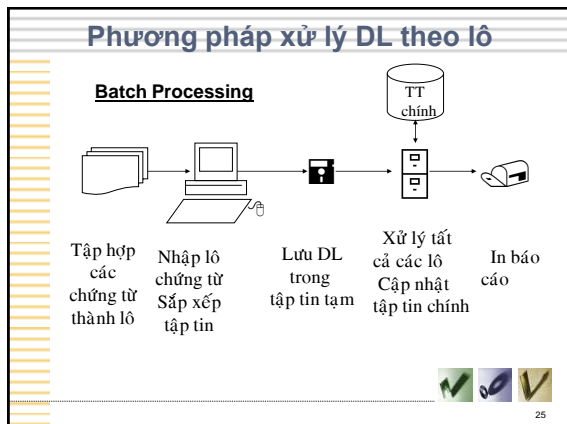 Phương pháp xử lý DL theo lô
Batch Processing
TT
chính
Tập hợp
các
chứng từ
thành lô
Nhập lô
chứng từ
Sắp xếp
tập tin
Lưu DL
trong
tập tin tạm
Xử lý tất
cả các lô
Cập nhật
tập tin chính
In báo
cáo
25